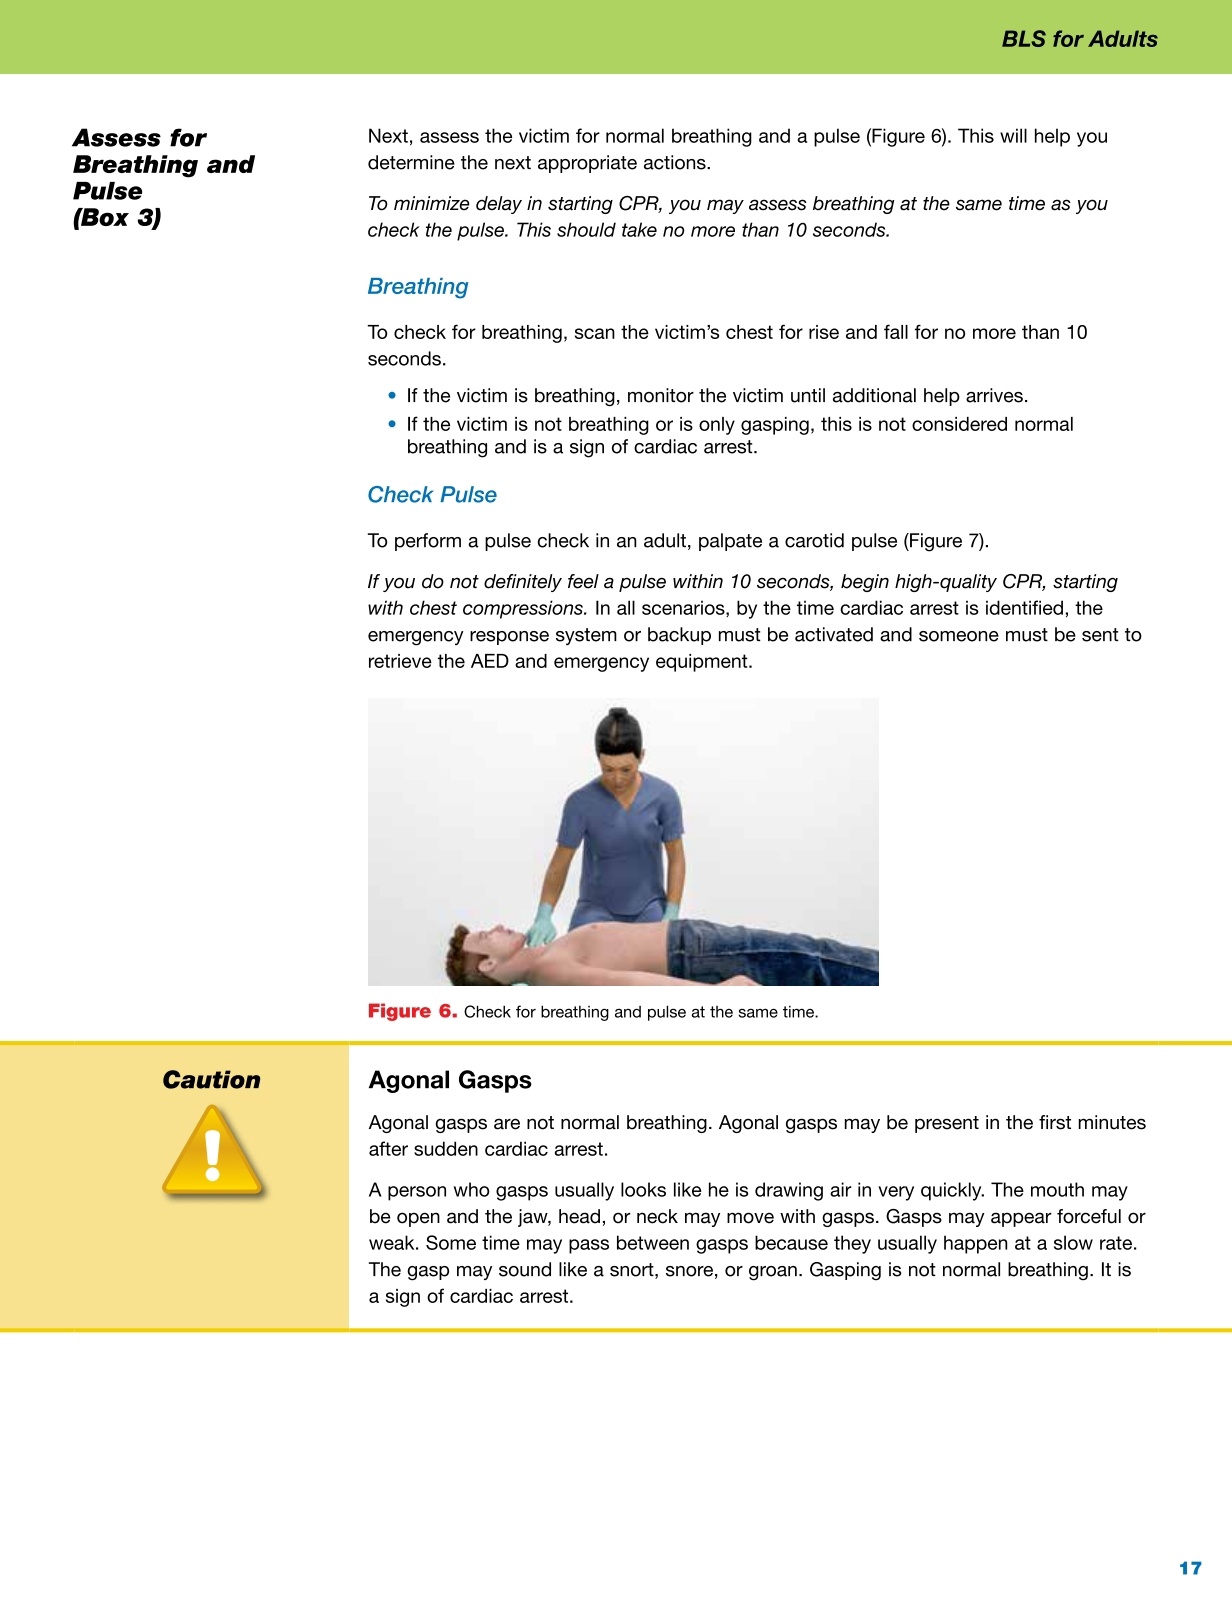 BLS for Adults
Assess for
Breathing and
Pulse
(Box 3)
Next, assess the victim for normal breathing and a pulse (Figure 6). This will help you
determine the next appropriate actions.
To minimize delay in starting CPR, you may assess breathing at the same time as you
check the pulse. This should take no more than 10 seconds.
Breathing
To check for breathing, scan the victim’s chest for rise and fall for no more than 10
seconds.
• If the victim is breathing, monitor the victim until additional help arrives.
• If the victim is not breathing or is only gasping, this is not considered normal
breathing and is a sign of cardiac arrest.
Check Pulse
To perform a pulse check in an adult, palpate a carotid pulse (Figure 7).
If you do not definitely feel a pulse within 10 seconds, begin high-quality CPR, starting
with chest compressions. In all scenarios, by the time cardiac arrest is identified, the
emergency response system or backup must be activated and someone must be sent to
retrieve the AED and emergency equipment.
Figure 6. Check for breathing and pulse at the same time.
Caution
Agonal Gasps
Agonal gasps are not normal breathing. Agonal gasps may be present in the first minutes
after sudden cardiac arrest.
A person who gasps usually looks like he is drawing air in very quickly. The mouth may
be open and the jaw, head, or neck may move with gasps. Gasps may appear forceful or
weak. Some time may pass between gasps because they usually happen at a slow rate.
The gasp may sound like a snort, snore, or groan. Gasping is not normal breathing. It is
a sign of cardiac arrest.
17